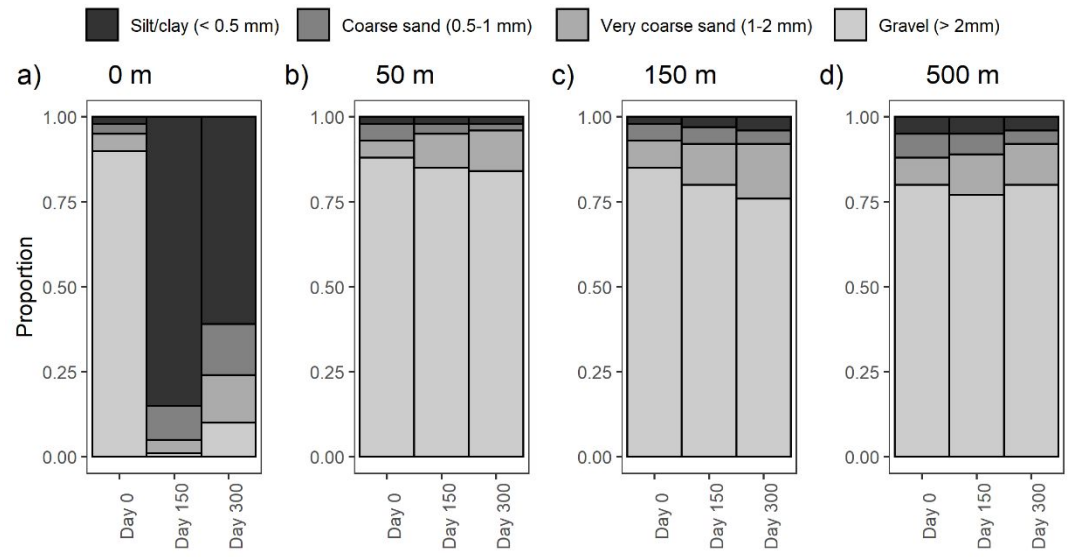 Silt/clay (< 0.5 mm) Coarse sand (0.5-1 mm) Very coarse sand (1-2 mm) Gravel (> 2mm)
a) 0 m b) 50 m c) 150 m d) 500 m
1.00 1.00 1.00 1.00
0.75 0.75 0.75 0.75
Proportion
0.50 0.50 0.50 0.50
0.25 0.25 0.25 0.25
0.00 0.00 0.00 0.00
Day 0 Day 150 Day 300 Day 0 Day 150 Day 300 Day 0 Day 150 Day 300 Day 0 Day 150 Day 300